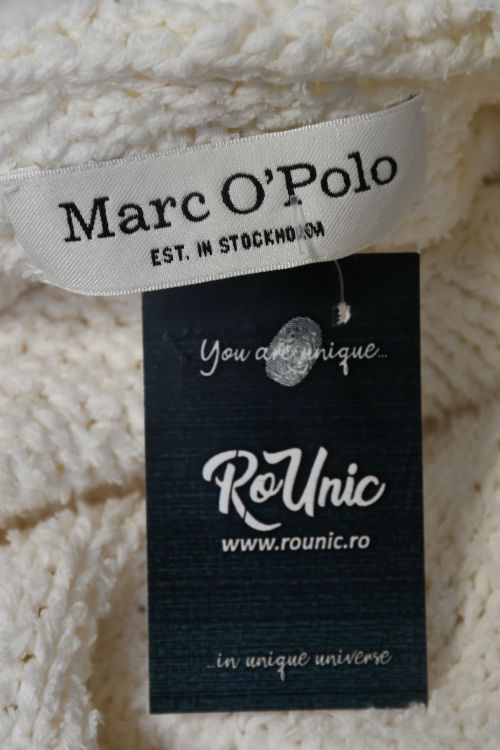 Marc O'Polo
EST. IN STOCKHOLM
You are unique...
RoUnic
www.rounic.ro
...in unique universe